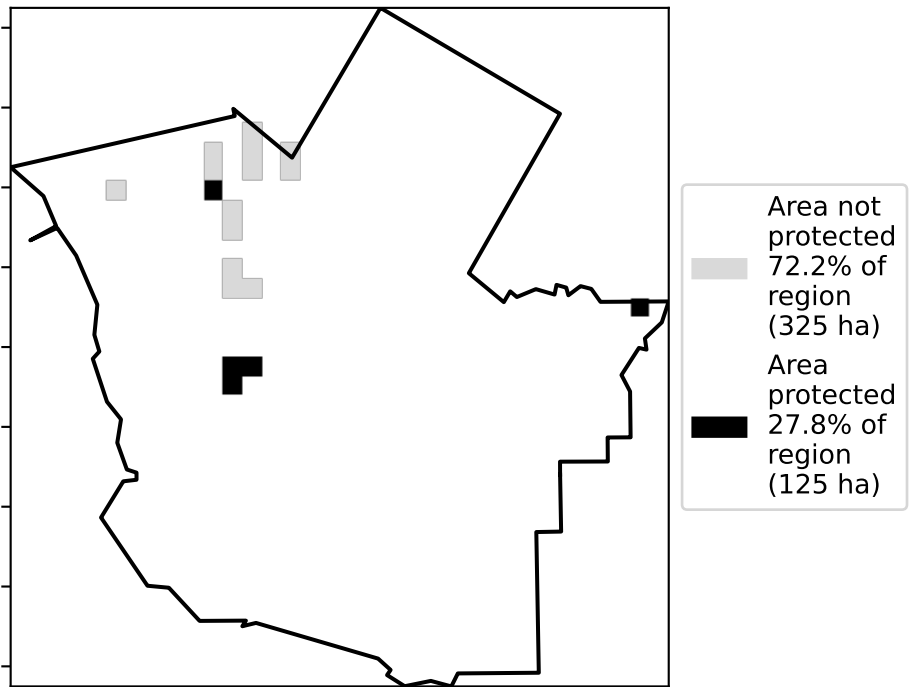 Area not
protected
72.2% of
region
(325 ha)
Area
protected
27.8% of
region
(125 ha)